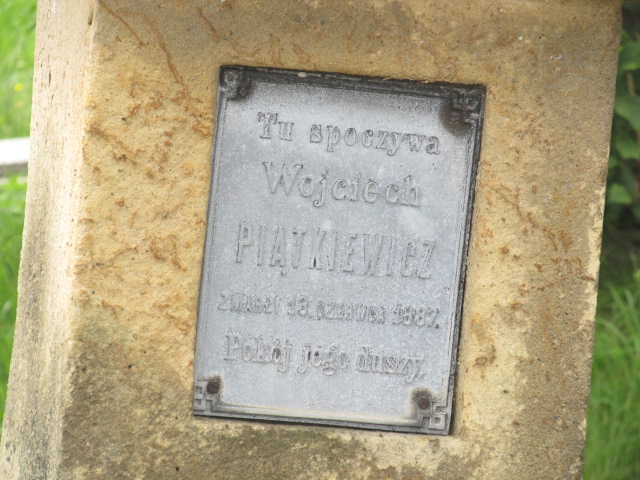 Tu spoczywa
Wojciech
PIĄTKIEWICZ
zmarł 13. czerwca 1887.
Pokój jego duszy.